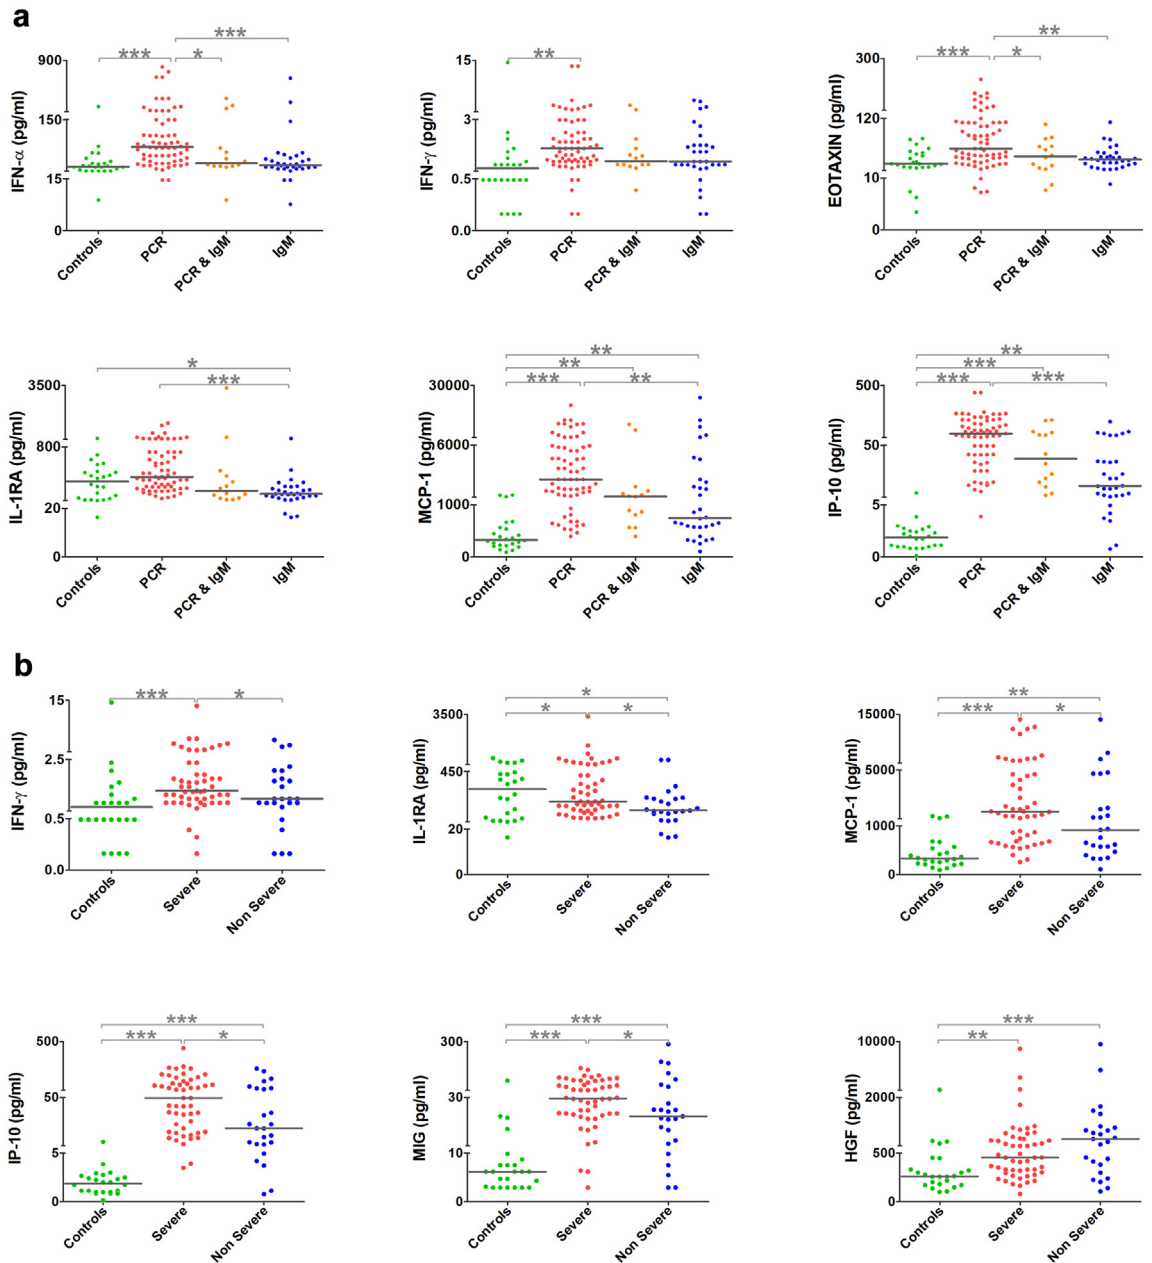 a
***
*** *
900
150
15
IFN-α (pg/ml)
Controls
PCR
PCR & IgM
IgM
**
15
3
0.5
0.0
IFN-γ (pg/ml)
Controls
PCR
PCR & IgM
IgM
**
*** *
300
120
10
0
EOTAXIN (pg/ml)
Controls
PCR
PCR & IgM
IgM
*
***
3500
800
20
0
IL-1RA (pg/ml)
Controls
PCR
PCR & IgM
IgM
**
**
*** **
30000
6000
1000
0
MCP-1 (pg/ml)
Controls
PCR
PCR & IgM
IgM
**
***
*** ***
500
50
5
0
IP-10 (pg/ml)
Controls
PCR
PCR & IgM
IgM
b
*** *
15
2.5
0.5
0.0
IFN-γ (pg/ml)
Controls
Severe
Non Severe
*
* *
3500
450
20
0
IL-1RA (pg/ml)
Controls
Severe
Non Severe
**
*** *
15000
5000
1000
0
MCP-1 (pg/ml)
Controls
Severe
Non Severe
***
*** *
500
50
5
0
IP-10 (pg/ml)
Controls
Severe
Non Severe
***
*** *
300
30
10
0
MIG (pg/ml)
Controls
Severe
Non Severe
***
**
10000
2000
500
0
HGF (pg/ml)
Controls
Severe
Non Severe